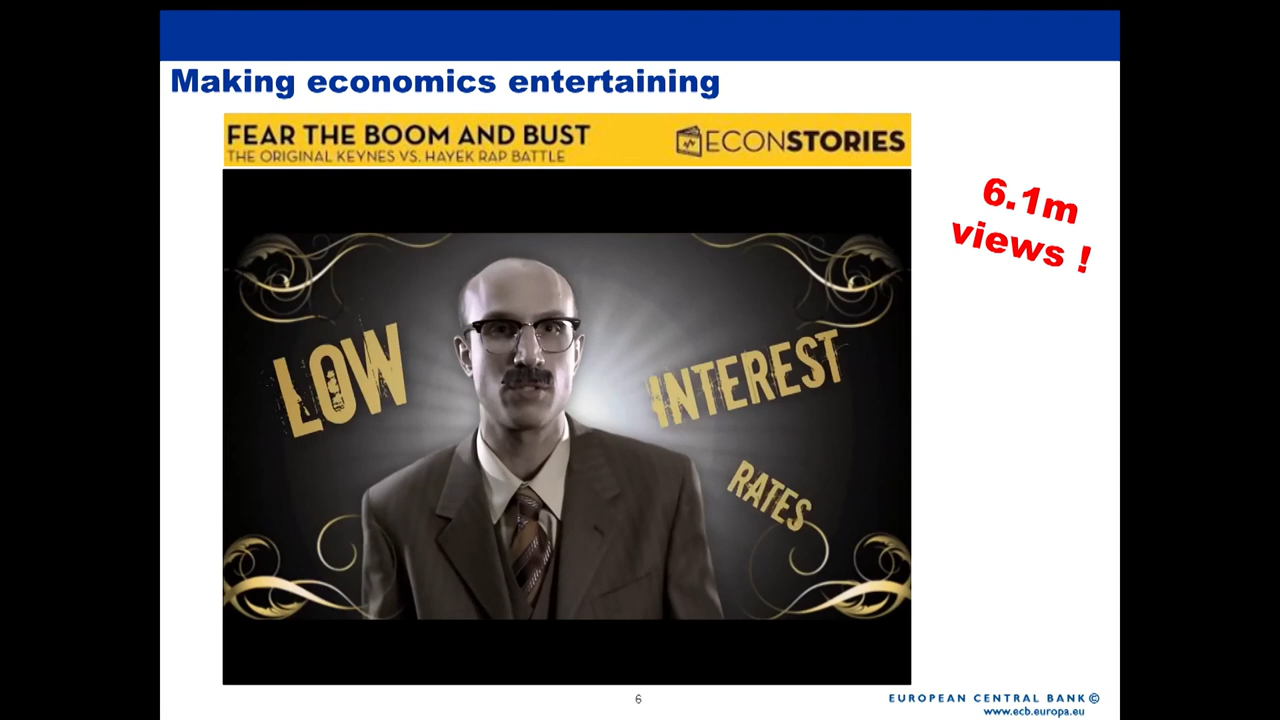 Making economics entertaining
FEAR THE BOOM AND BUST
THE ORIGINAL KEYNES VS. HAYEK RAP BATTLE
ECONSTORIES
6.1m
views !
LOW
INTEREST
RATES
6
EUROPEAN CENTRAL BANK©
www.ecb.europa.eu